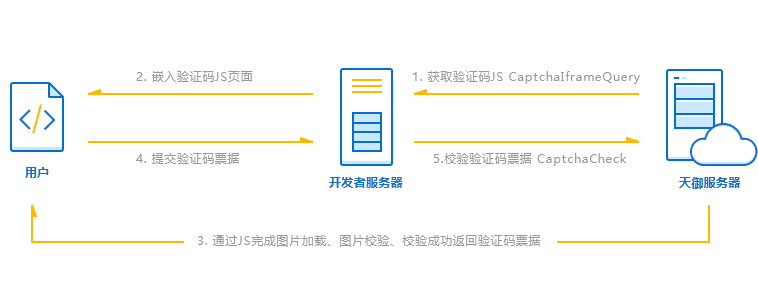 2. 嵌入验证码JS页面
1. 获取验证码JS CaptchaIframeQuery
4. 提交验证码票据
5.校验验证码票据 CaptchaCheck
用户
开发者服务器
天御服务器
3. 通过JS完成图片加载、图片校验、校验成功返回验证码票据